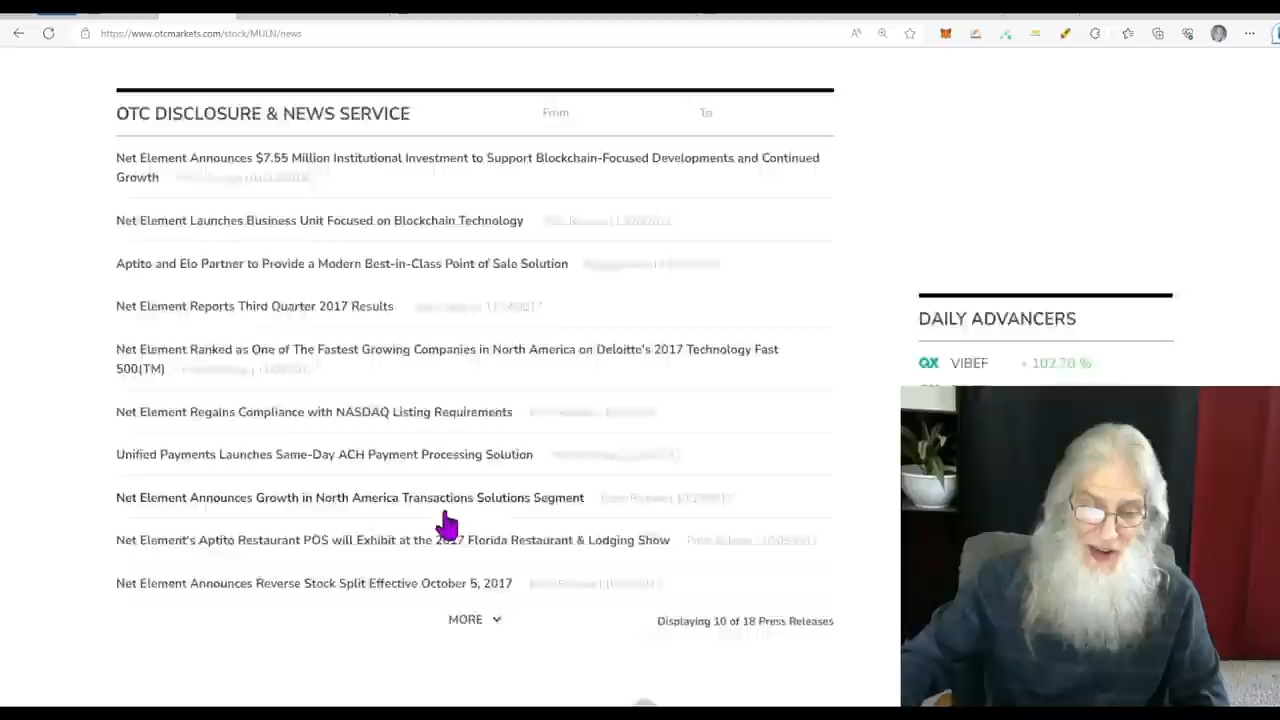 https://www.otcmarkets.com/stock/MULN/news
OTC DISCLOSURE & NEWS SERVICE
From
To
Net Element Announces $7.55 Million Institutional Investment to Support Blockchain-Focused Developments and Continued
Growth
Net Element Launches Business Unit Focused on Blockchain Technology
Aptito and Elo Partner to Provide a Modern Best-in-Class Point of Sale Solution
Net Element Reports Third Quarter 2017 Results
Net Element Ranked as One of The Fastest Growing Companies in North America on Deloitte's 2017 Technology Fast
500(TM)
Net Element Regains Compliance with NASDAQ Listing Requirements
Unified Payments Launches Same-Day ACH Payment Processing Solution
Net Element Announces Growth in North America Transactions Solutions Segment
Net Element's Aptito Restaurant POS will Exhibit at the 2017 Florida Restaurant & Lodging Show
Net Element Announces Reverse Stock Split Effective October 5, 2017
MORE
Displaying 10 of 18 Press Releases
DAILY ADVANCERS
QX VIBEF + 102.70 %